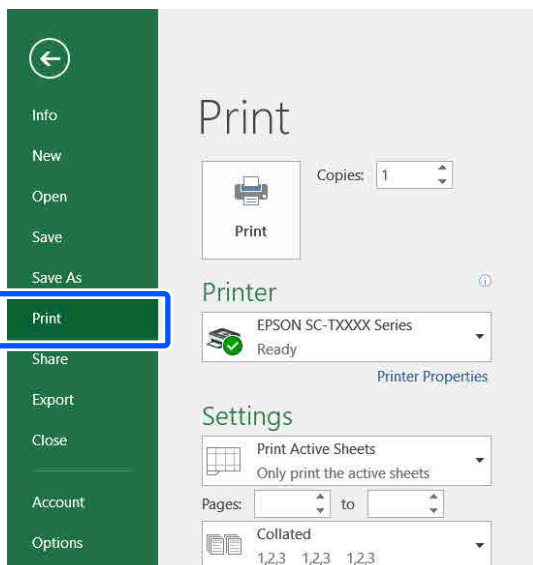 Info
New
Open
Save
Save As
Print
Share
Export
Close
Account
Options
Print
Copies: 1
Print
Printer
EPSON SC-TXXXX Series
Ready
Printer Properties
Settings
Print Active Sheets
Only print the active sheets
Pages: to
Collated
1,2,3 1,2,3 1,2,3